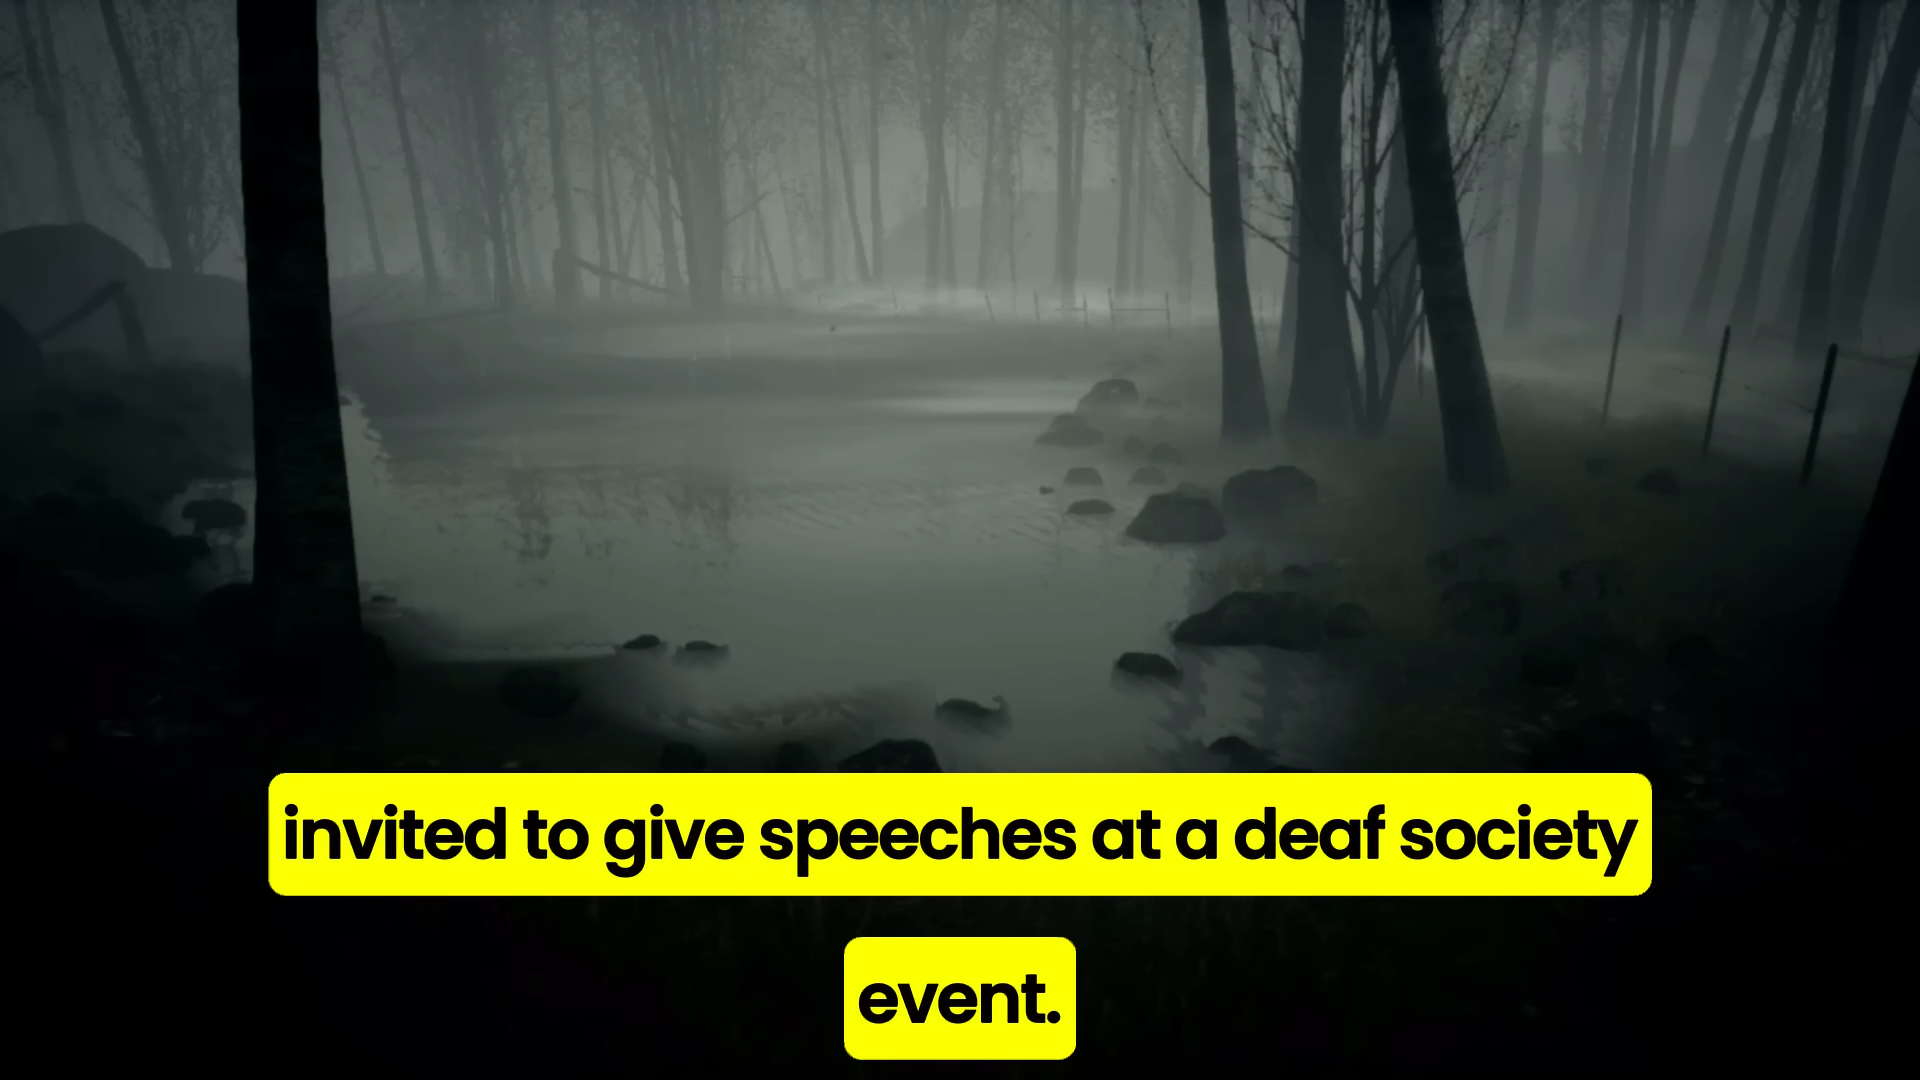 invited to give speeches at a deaf society
event.